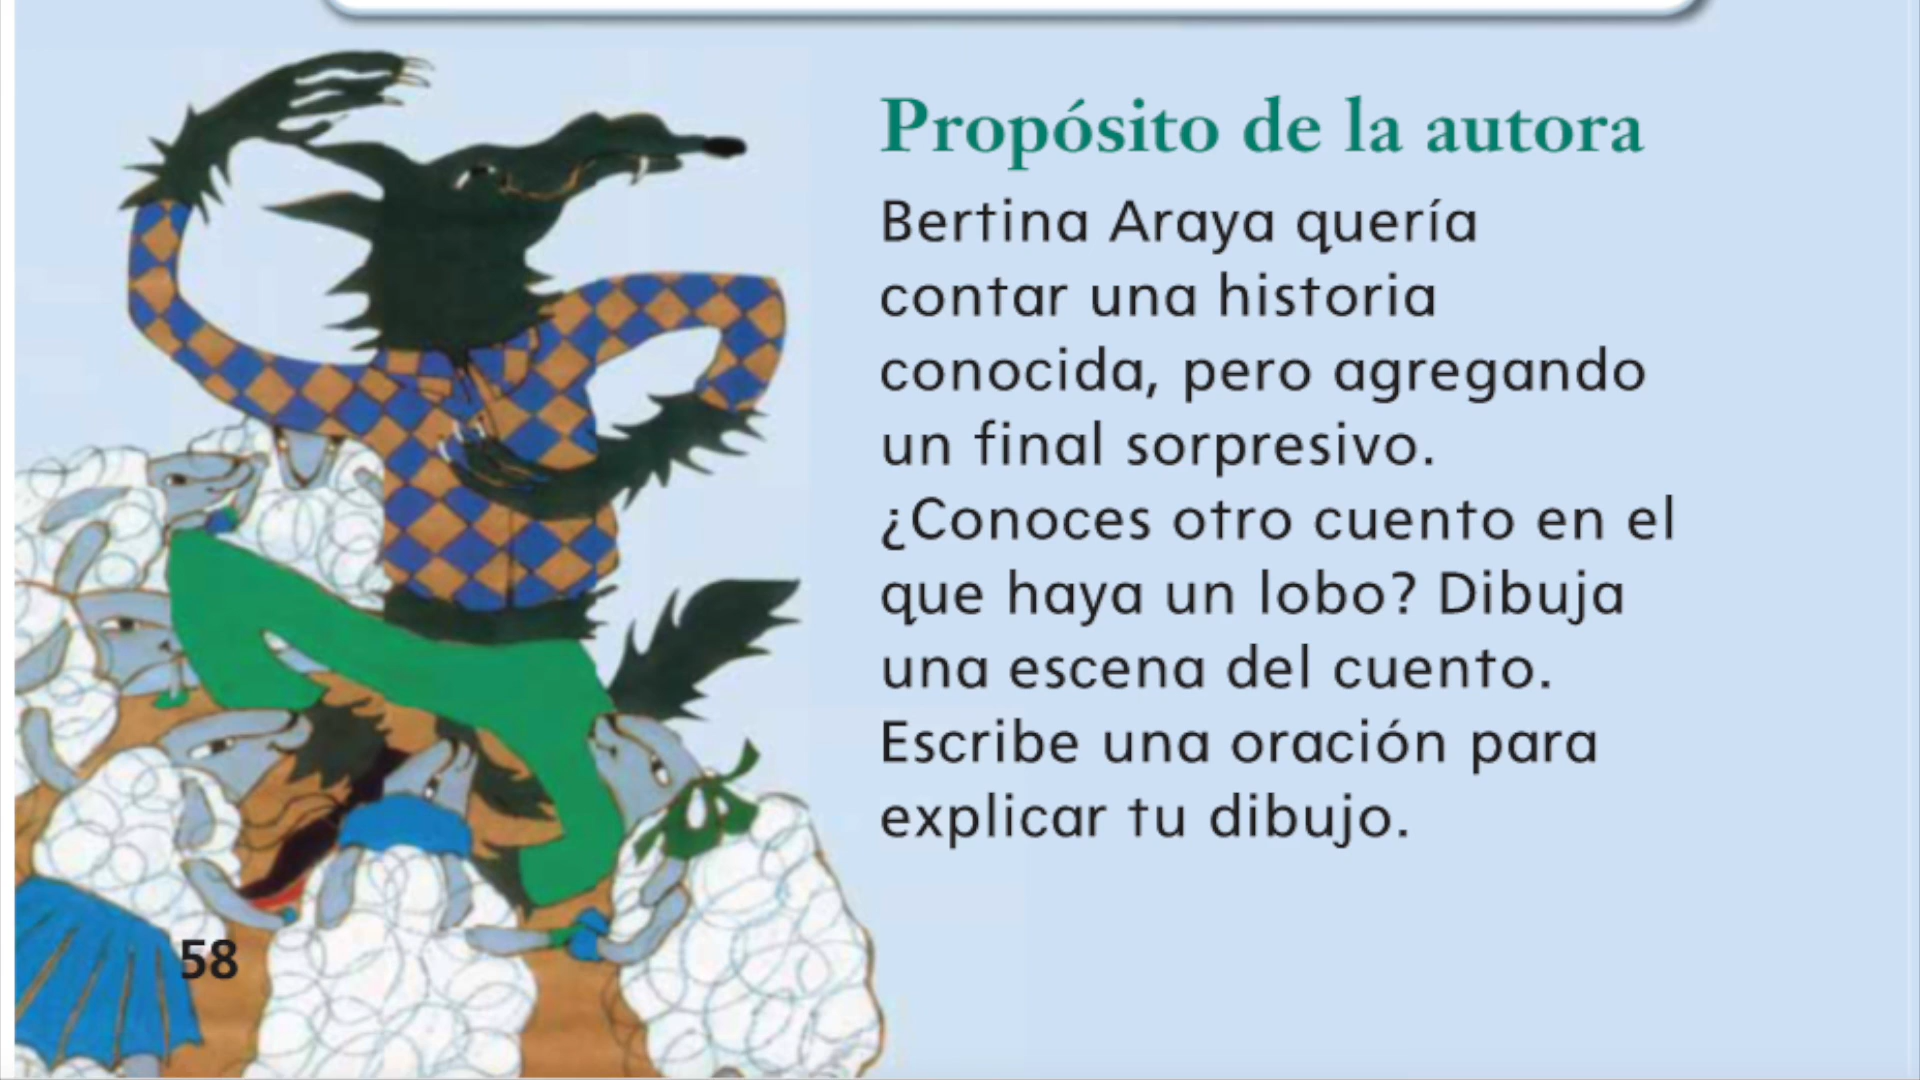 Propósito de la autora
Bertina Araya quería
contar una historia
conocida, pero agregando
un final sorpresivo.
¿Conoces otro cuento en el
que haya un lobo? Dibuja
una escena del cuento.
Escribe una oración para
explicar tu dibujo.
58